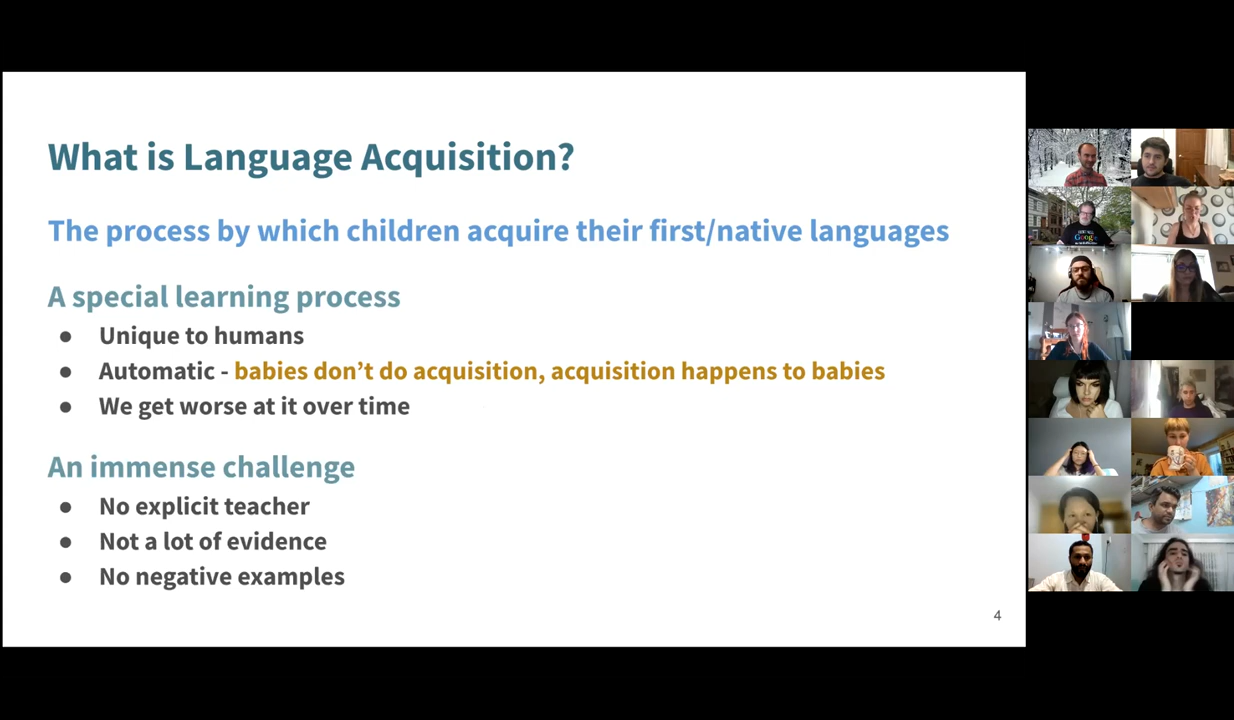 What is Language Acquisition?
The process by which children acquire their first/native languages
A special learning process
● Unique to humans
● Automatic - babies don’t do acquisition, acquisition happens to babies
● We get worse at it over time
An immense challenge
● No explicit teacher
● Not a lot of evidence
● No negative examples
4
Google